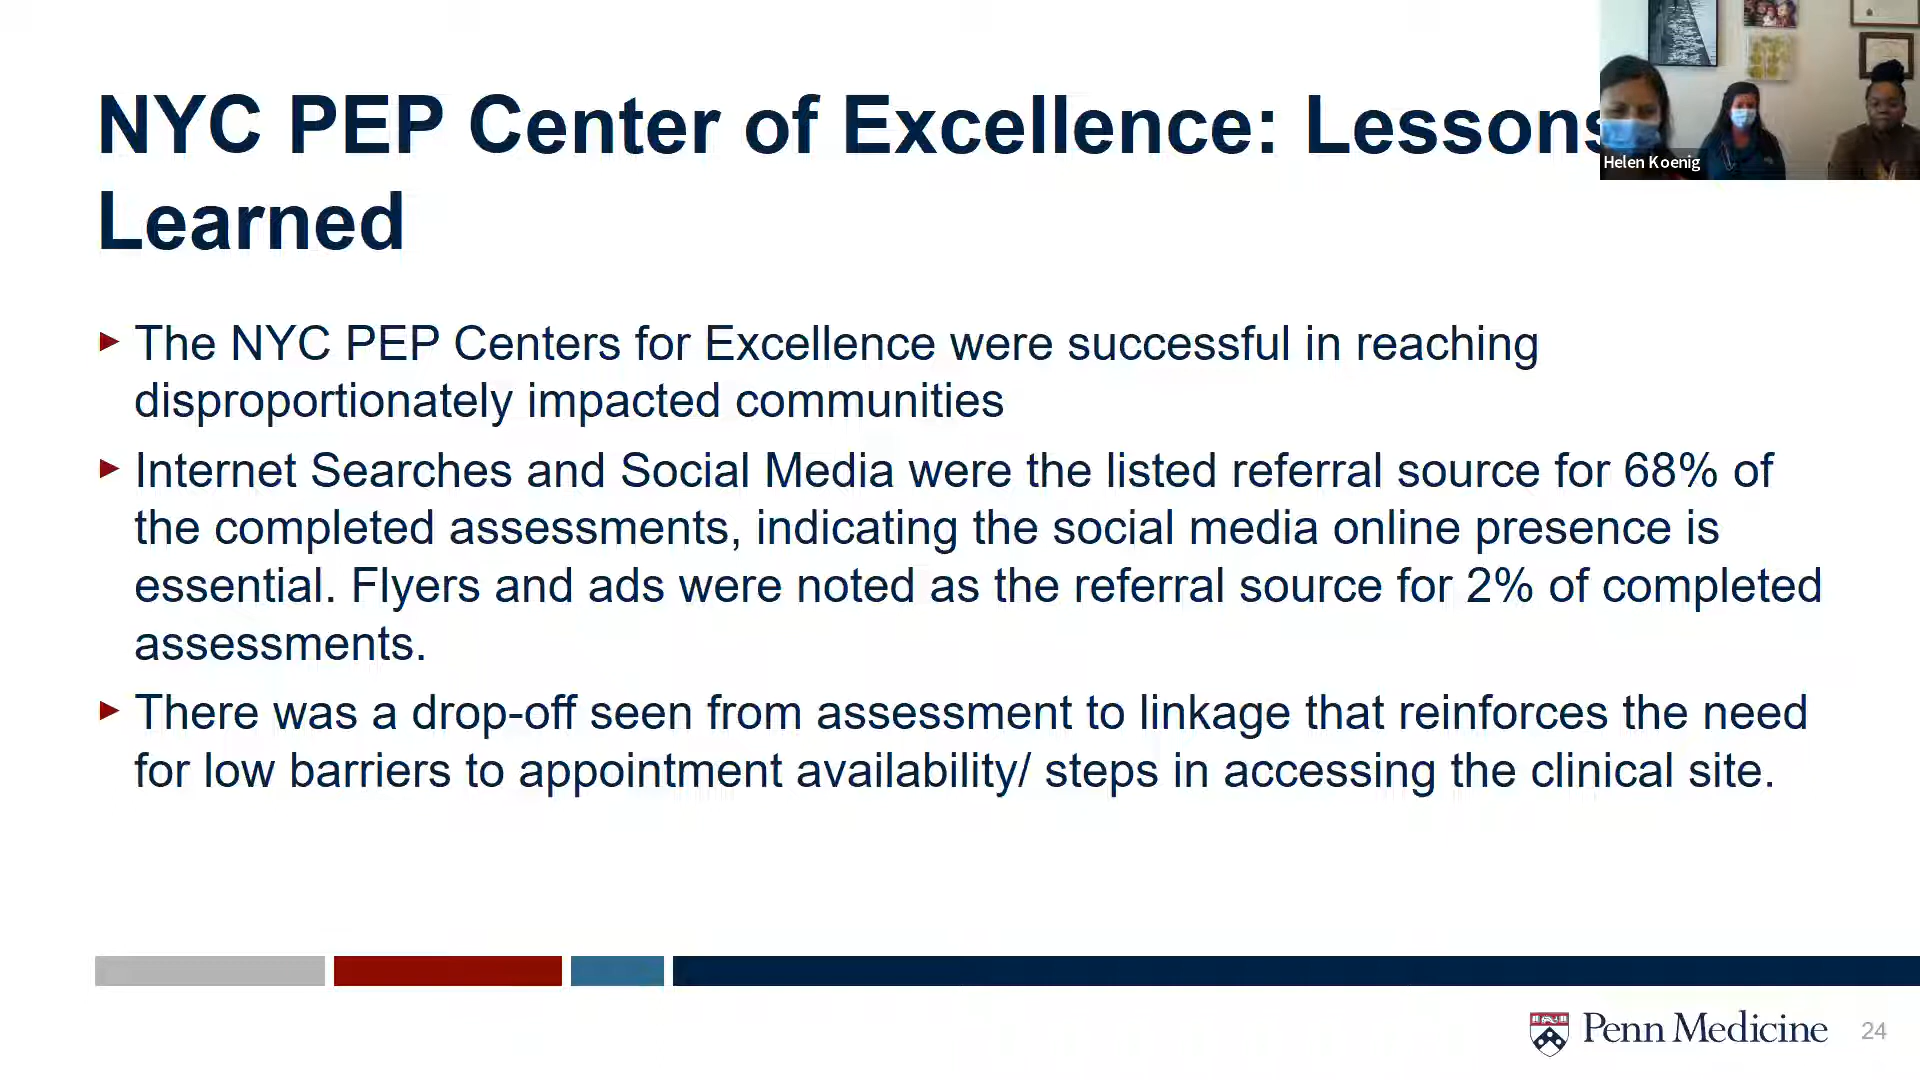 NYC PEP Center of Excellence: Lessons
Learned
Helen Koenig
The NYC PEP Centers for Excellence were successful in reaching
disproportionately impacted communities
Internet Searches and Social Media were the listed referral source for 68% of
the completed assessments, indicating the social media online presence is
essential. Flyers and ads were noted as the referral source for 2% of completed
assessments.
There was a drop-off seen from assessment to linkage that reinforces the need
for low barriers to appointment availability/ steps in accessing the clinical site.
Penn Medicine
24